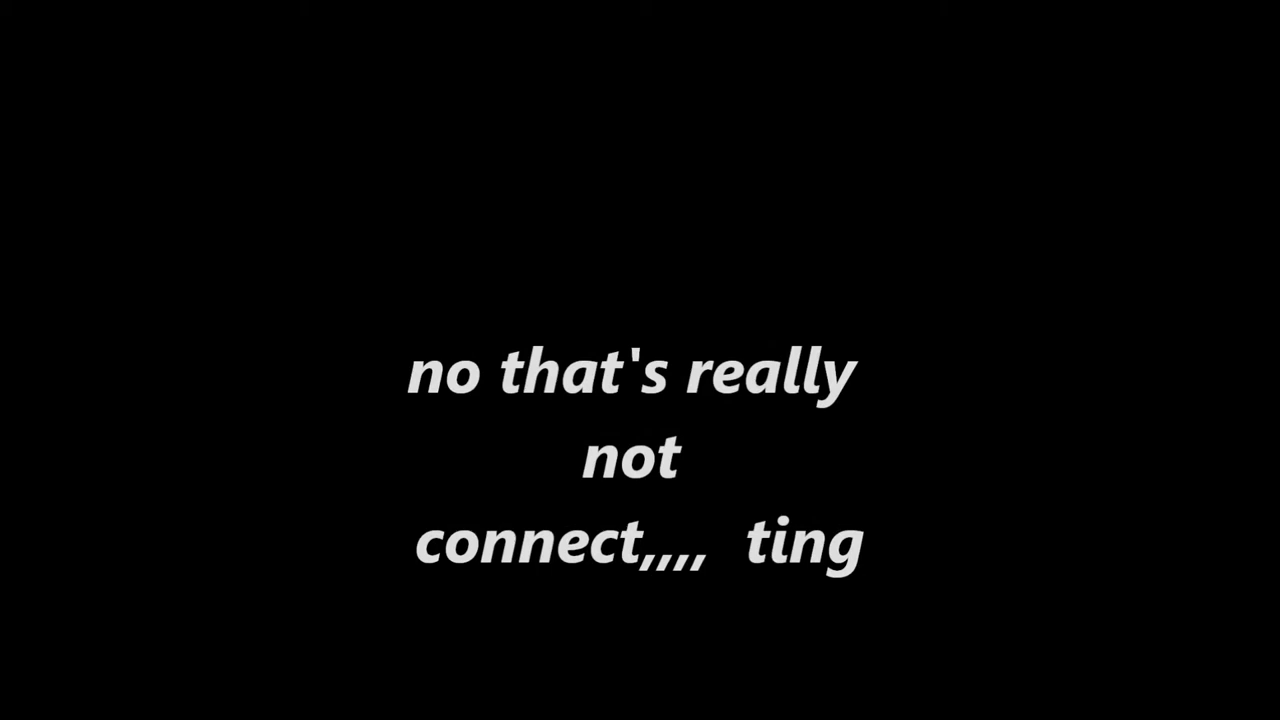 no that's really
not
connect,,,,  ting